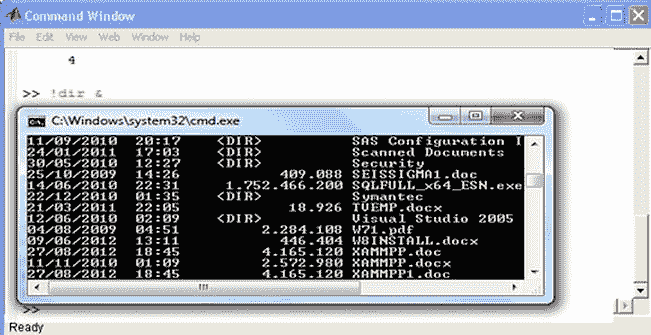 Command Window
File Edit View Web Window Help
4
>> !dir &
C:\Windows\system32\cmd.exe
11/09/2010 20:17 <DIR> SAS Configuration I
24/01/2011 17:03 <DIR> Scanned Documents
30/05/2010 12:27 <DIR> Security
25/10/2009 14:26 409.088 SEISSIGMA1.doc
14/06/2010 22:31 1.752.466.200 SQLFULL_x64_ESN.exe
22/12/2010 01:35 <DIR> Symantec
21/03/2011 22:05 18.926 TVEMP.docx
12/06/2010 02:09 <DIR> Visual Studio 2005
04/08/2009 04:51 2.284.108 W71.pdf
09/06/2012 13:11 446.404 W8INSTALL.docx
27/08/2012 18:45 4.165.120 XAMMPP.doc
11/11/2010 01:09 2.572.980 XAMMPP.docx
27/08/2012 18:45 4.165.120 XAMMPP1.doc
>>
Ready